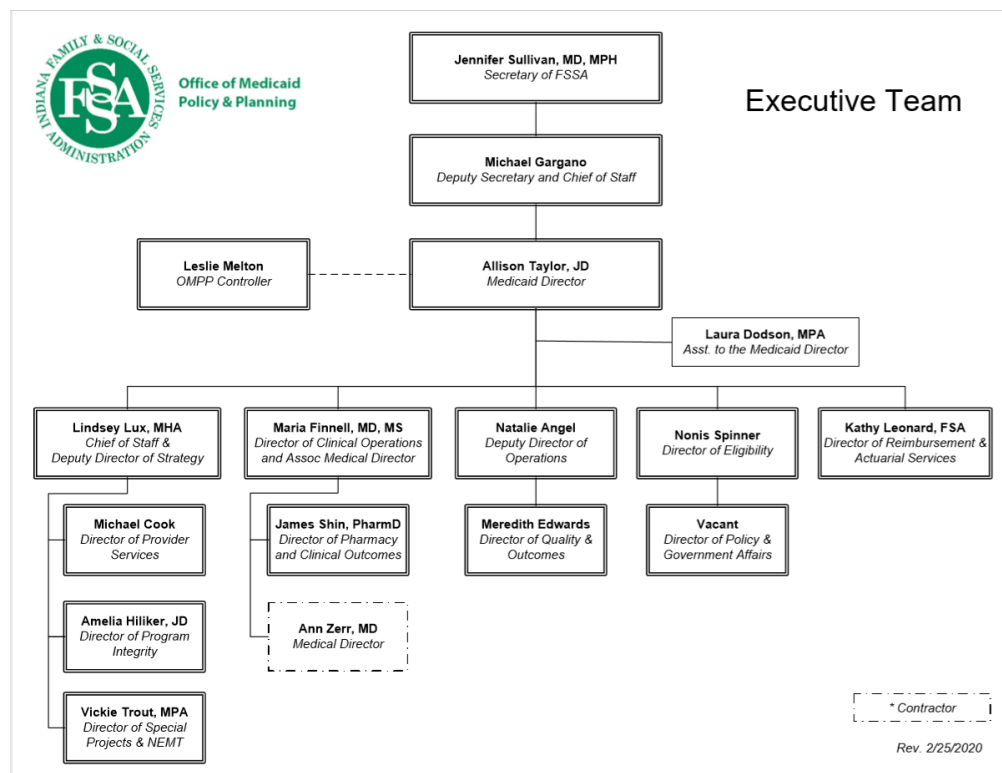 INDIANA FAMILY & SOCIAL SERVICES ADMINISTRATION
FSSA
Office of Medicaid
Policy & Planning
Executive Team
Jennifer Sullivan, MD, MPH
Secretary of FSSA
Michael Gargano
Deputy Secretary and Chief of Staff
Leslie Melton
OMPP Controller
Allison Taylor, JD
Medicaid Director
Laura Dodson, MPA
Asst. to the Medicaid Director
Lindsey Lux, MHA
Chief of Staff &
Deputy Director of Strategy
Maria Finnell, MD, MS
Director of Clinical Operations
and Assoc Medical Director
Natalie Angel
Deputy Director of
Operations
Nonis Spinner
Director of Eligibility
Kathy Leonard, FSA
Director of Reimbursement &
Actuarial Services
Michael Cook
Director of Provider
Services
James Shin, PharmD
Director of Pharmacy
and Clinical Outcomes
Meredith Edwards
Director of Quality &
Outcomes
Vacant
Director of Policy &
Government Affairs
Amelia Hiliker, JD
Director of Program
Integrity
Ann Zerr, MD
Medical Director
Vickie Trout, MPA
Director of Special
Projects & NEMT
* Contractor
Rev. 2/25/2020